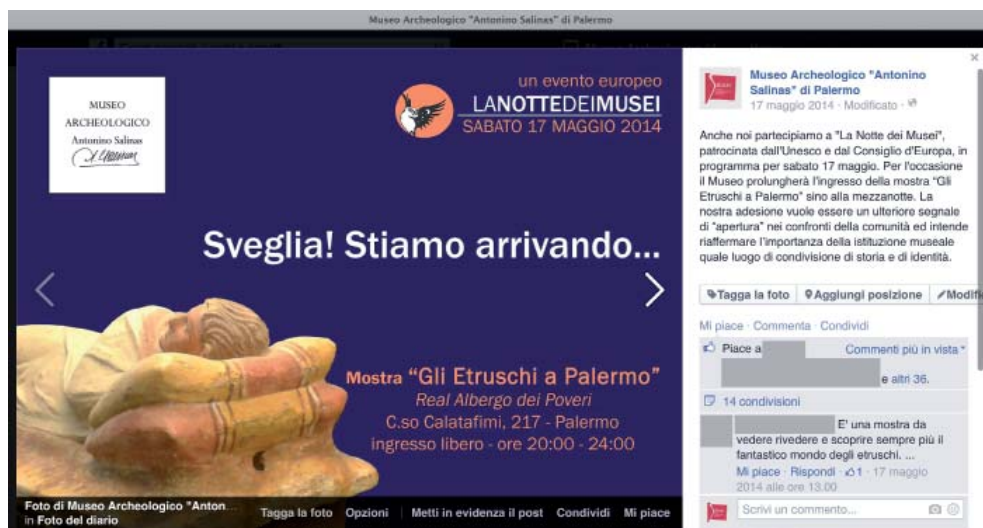 Museo Archeologico "Antonino Salinas" di Palermo
MUSEO
ARCHEOLOGICO
Antonino Salinas
un evento europeo
LANOTTEDEIMUSEI
SABATO 17 MAGGIO 2014
Sveglia! Stiamo arrivando...
Mostra "Gli Etruschi a Palermo"
Real Albergo dei Poveri
C.so Calatafimi, 217 - Palermo
ingresso libero - ore 20:00 - 24:00
Foto di Museo Archeologico "Anton...
in Foto del diario
Tagga la foto Opzioni Metti in evidenza il post Condividi Mi piace
Museo Archeologico "Antonino
Salinas" di Palermo
17 maggio 2014 · Modificato ·
Anche noi partecipiamo a "La Notte dei Musei",
patrocinata dall'Unesco e dal Consiglio d'Europa, in
programma per sabato 17 maggio. Per l'occasione
il Museo prolungherà l'ingresso della mostra "Gli
Etruschi a Palermo" sino alla mezzanotte. La
nostra adesione vuole essere un ulteriore segnale
di "apertura" nei confronti della comunità ed intende
riaffermare l'importanza della istituzione museale
quale luogo di condivisione di storia e di identità.
Tagga la foto Aggiungi posizione Modifi
Mi piace · Commenta · Condividi
Piace a Commenti più in vista
e altri 36.
14 condivisioni
E' una mostra da
vedere rivedere e scoprire sempre più il
fantastico mondo degli etruschi. ...
Mi piace · Rispondi · 1 · 17 maggio
2014 alle ore 13.00
Scrivi un commento...